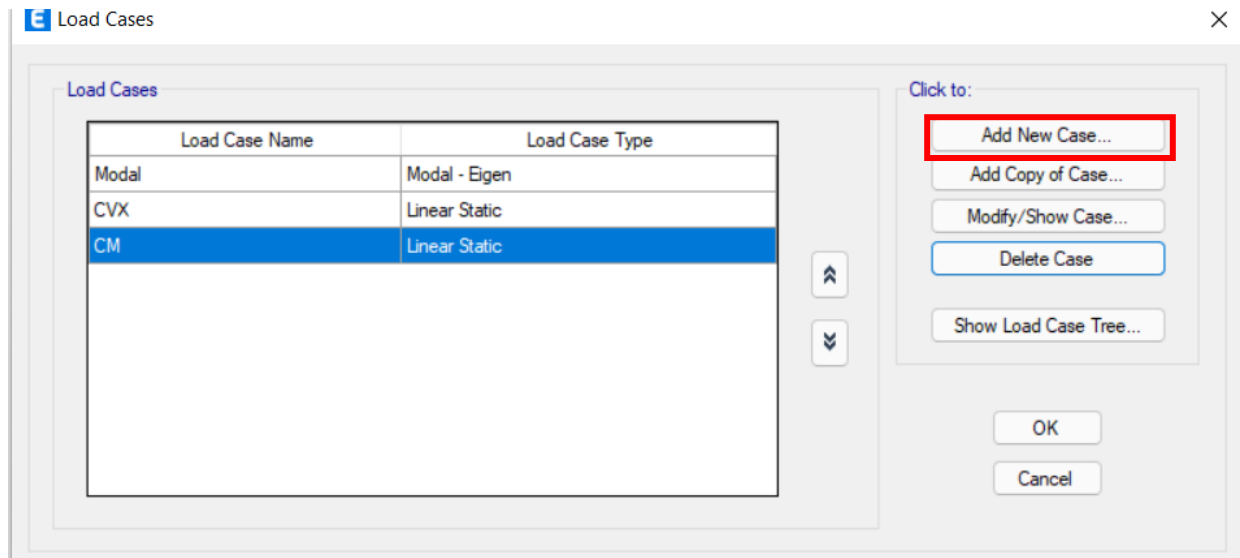 E Load Cases
Load Cases
Load Case Name Load Case Type
Modal Modal - Eigen
CVX Linear Static
CM Linear Static
Click to:
Add New Case...
Add Copy of Case...
Modify/Show Case...
Delete Case
Show Load Case Tree...
OK
Cancel